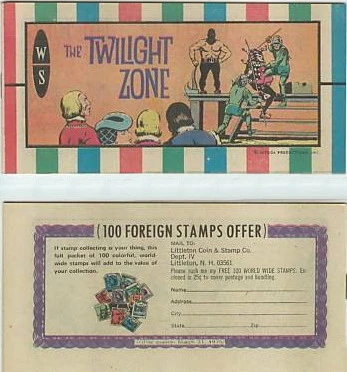 W
S
THE TWILIGHT
ZONE
(100 FOREIGN STAMPS OFFER)
If stamp collecting is your thing, this
full packet of 100 colorful, world-
wide stamps will add to the value of
your collection.
MAIL TO:
Littleton Coin & Stamp Co.
Dept. IV
Littleton, N. H. 03561
Please rush me my FREE 100 WORLD WIDE STAMPS. En-
closed is 25¢ to cover postage and handling.
Name
Address
City
State Zip